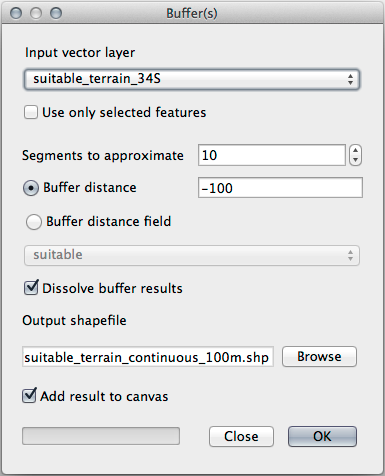 Buffer(s)
Input vector layer
suitable_terrain_34S
Use only selected features
Segments to approximate 10
Buffer distance -100
Buffer distance field
suitable
Dissolve buffer results
Output shapefile
suitable_terrain_continuous_100m.shp Browse
Add result to canvas
Close OK